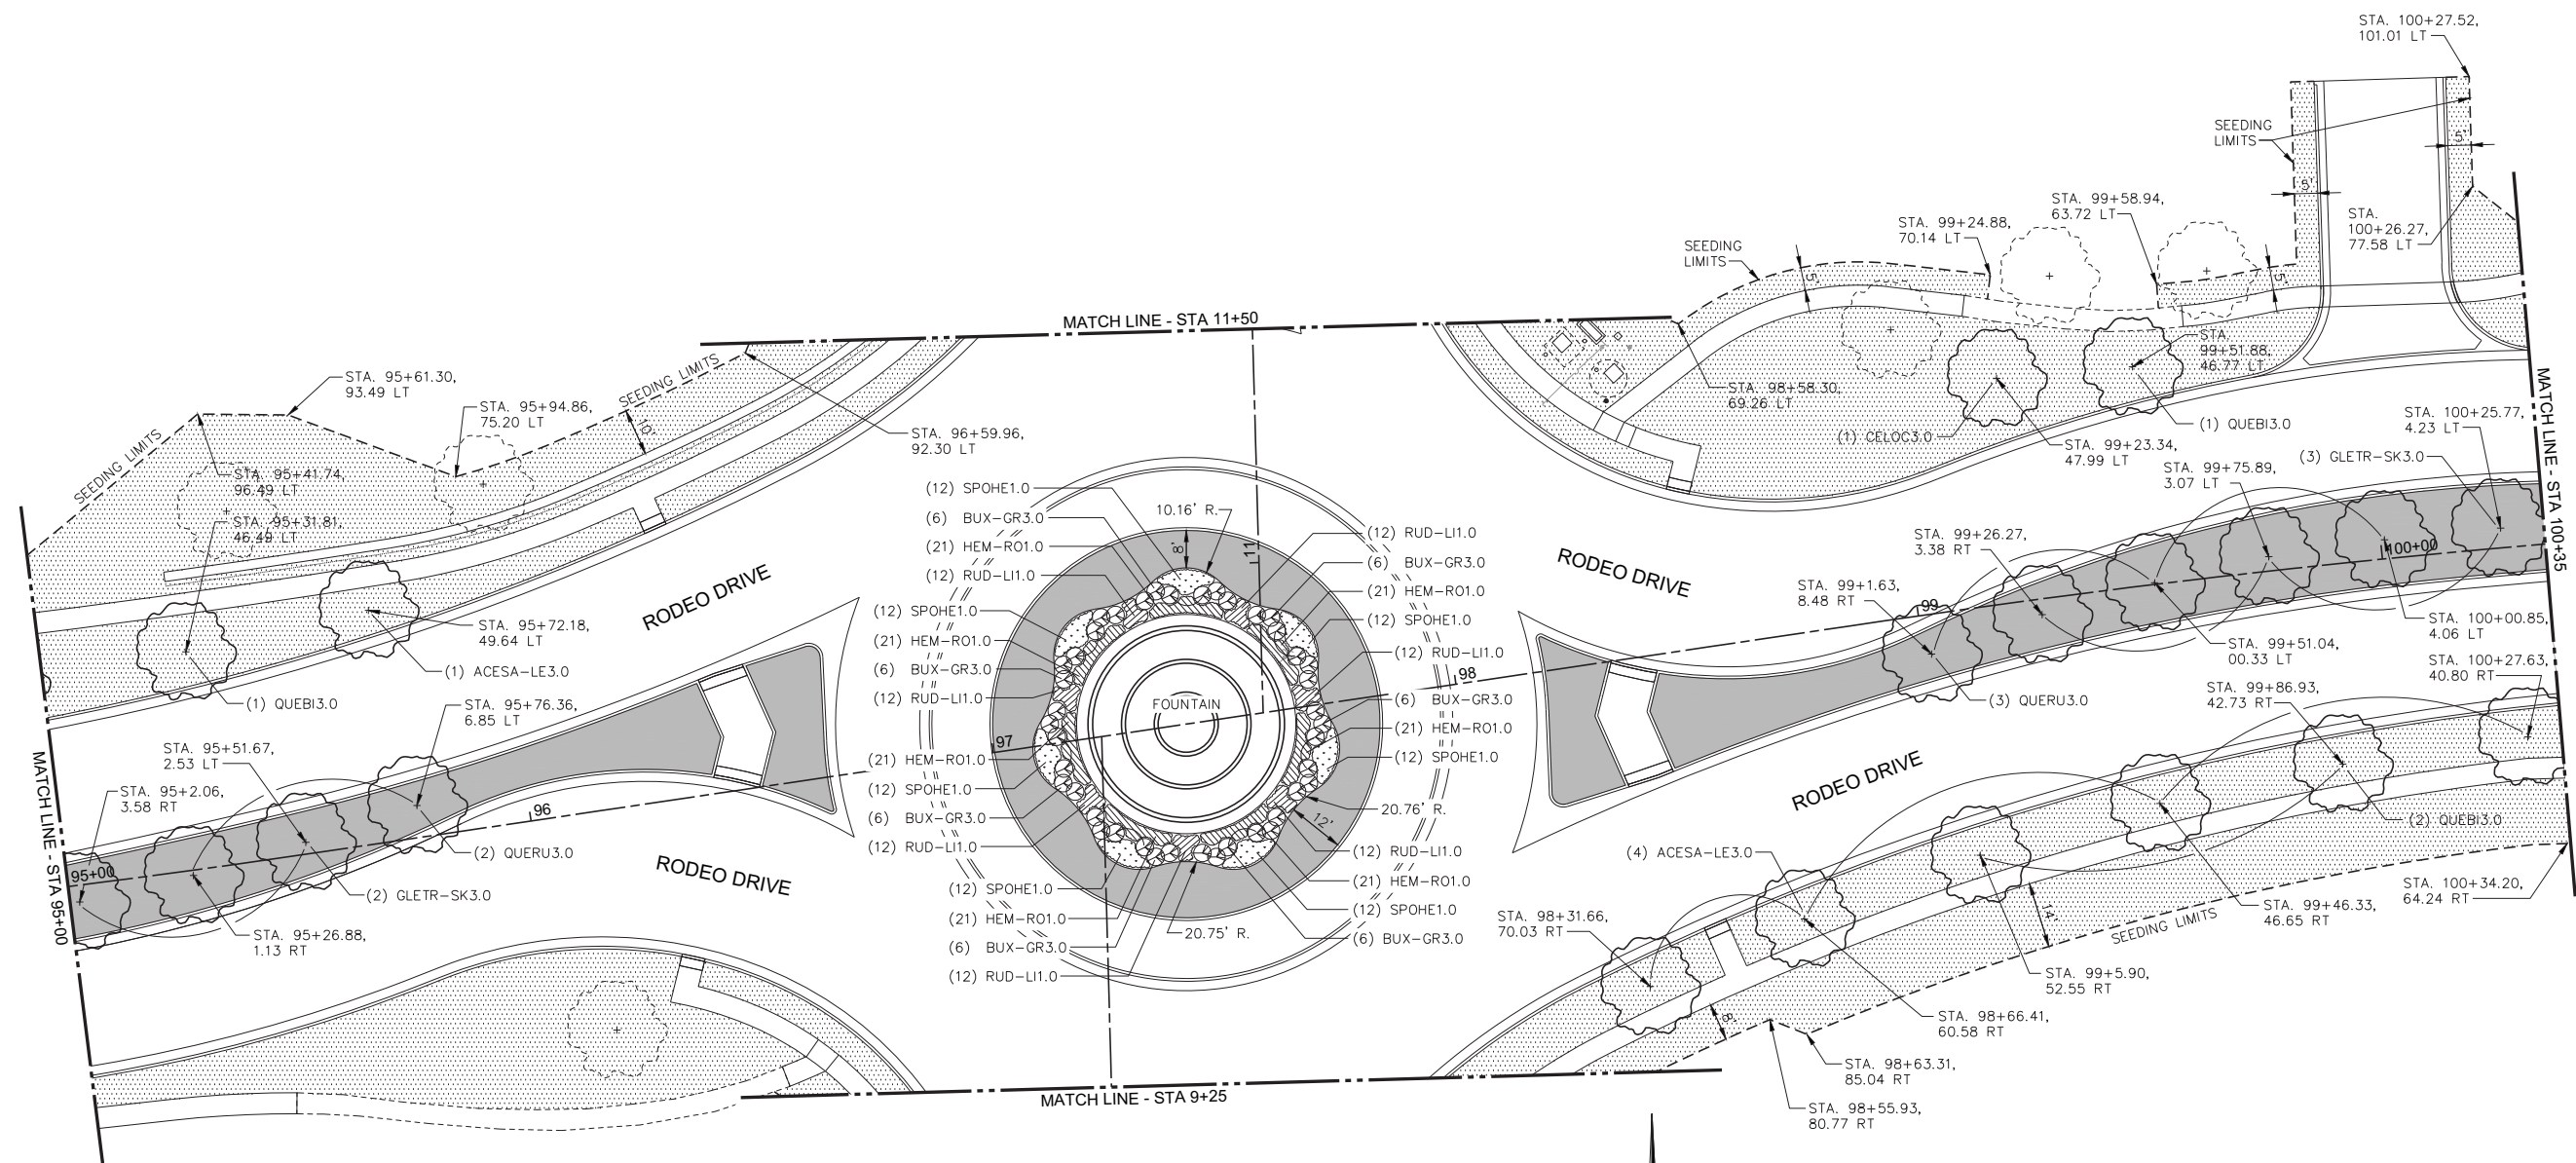 STA. 100+27.52,
101.01 LT
SEEDING
LIMITS
5'
5'
STA.
100+26.27,
77.58 LT
STA. 99+58.94,
63.72 LT
STA. 99+24.88,
70.14 LT
SEEDING
LIMITS
5'
5'
MATCH LINE - STA 11+50
STA. 95+61.30,
93.49 LT
SEEDING LIMITS
STA. 95+94.86,
75.20 LT
10'
STA. 96+59.96,
92.30 LT
SEEDING LIMITS
STA. 95+41.74,
96.49 LT
STA. 95+31.81,
46.49 LT
STA. 95+72.18,
49.64 LT
(1) ACESA-LE3.0
(1) QUEBI3.0
RODEO DRIVE
STA. 98+58.30,
69.26 LT
STA.
99+51.88,
46.77 LT
(1) CELOC3.0
(1) QUEBI3.0
STA. 99+23.34,
47.99 LT
STA. 100+25.77,
4.23 LT
MATCH LINE - STA 100+35
STA. 99+75.89,
3.07 LT
(3) GLETR-SK3.0
STA. 99+26.27,
3.38 RT
RODEO DRIVE
STA. 99+1.63,
8.48 RT
99
100+00
STA. 100+00.85,
4.06 LT
STA. 99+51.04,
00.33 LT
STA. 100+27.63,
40.80 RT
STA. 99+86.93,
42.73 RT
(3) QUERU3.0
98
(12) SPOHE1.0
(6) BUX-GR3.0
(21) HEM-RO1.0
(12) RUD-LI1.0
(12) SPOHE1.0
(21) HEM-RO1.0
(6) BUX-GR3.0
(12) RUD-LI1.0
(21) HEM-RO1.0
(12) SPOHE1.0
(6) BUX-GR3.0
(12) RUD-LI1.0
(12) SPOHE1.0
(21) HEM-RO1.0
(6) BUX-GR3.0
(12) RUD-LI1.0
10.16' R.
8'
11
FOUNTAIN
97
(12) RUD-LI1.0
(6) BUX-GR3.0
(21) HEM-RO1.0
(12) SPOHE1.0
(12) RUD-LI1.0
(6) BUX-GR3.0
(21) HEM-RO1.0
(12) SPOHE1.0
20.76' R.
12'
(12) RUD-LI1.0
(21) HEM-RO1.0
(12) SPOHE1.0
(6) BUX-GR3.0
20.75' R.
STA. 95+76.36,
6.85 LT
STA. 95+51.67,
2.53 LT
STA. 95+2.06,
3.58 RT
MATCH LINE - STA 95+00
95+00
96
(2) QUERU3.0
(2) GLETR-SK3.0
STA. 95+26.88,
1.13 RT
RODEO DRIVE
RODEO DRIVE
(2) QUEBI3.0
(4) ACESA-LE3.0
STA. 98+31.66,
70.03 RT
STA. 100+34.20,
64.24 RT
STA. 99+46.33,
46.65 RT
14'
SEEDING LIMITS
STA. 99+5.90,
52.55 RT
8'
STA. 98+66.41,
60.58 RT
STA. 98+63.31,
85.04 RT
STA. 98+55.93,
80.77 RT
MATCH LINE - STA 9+25